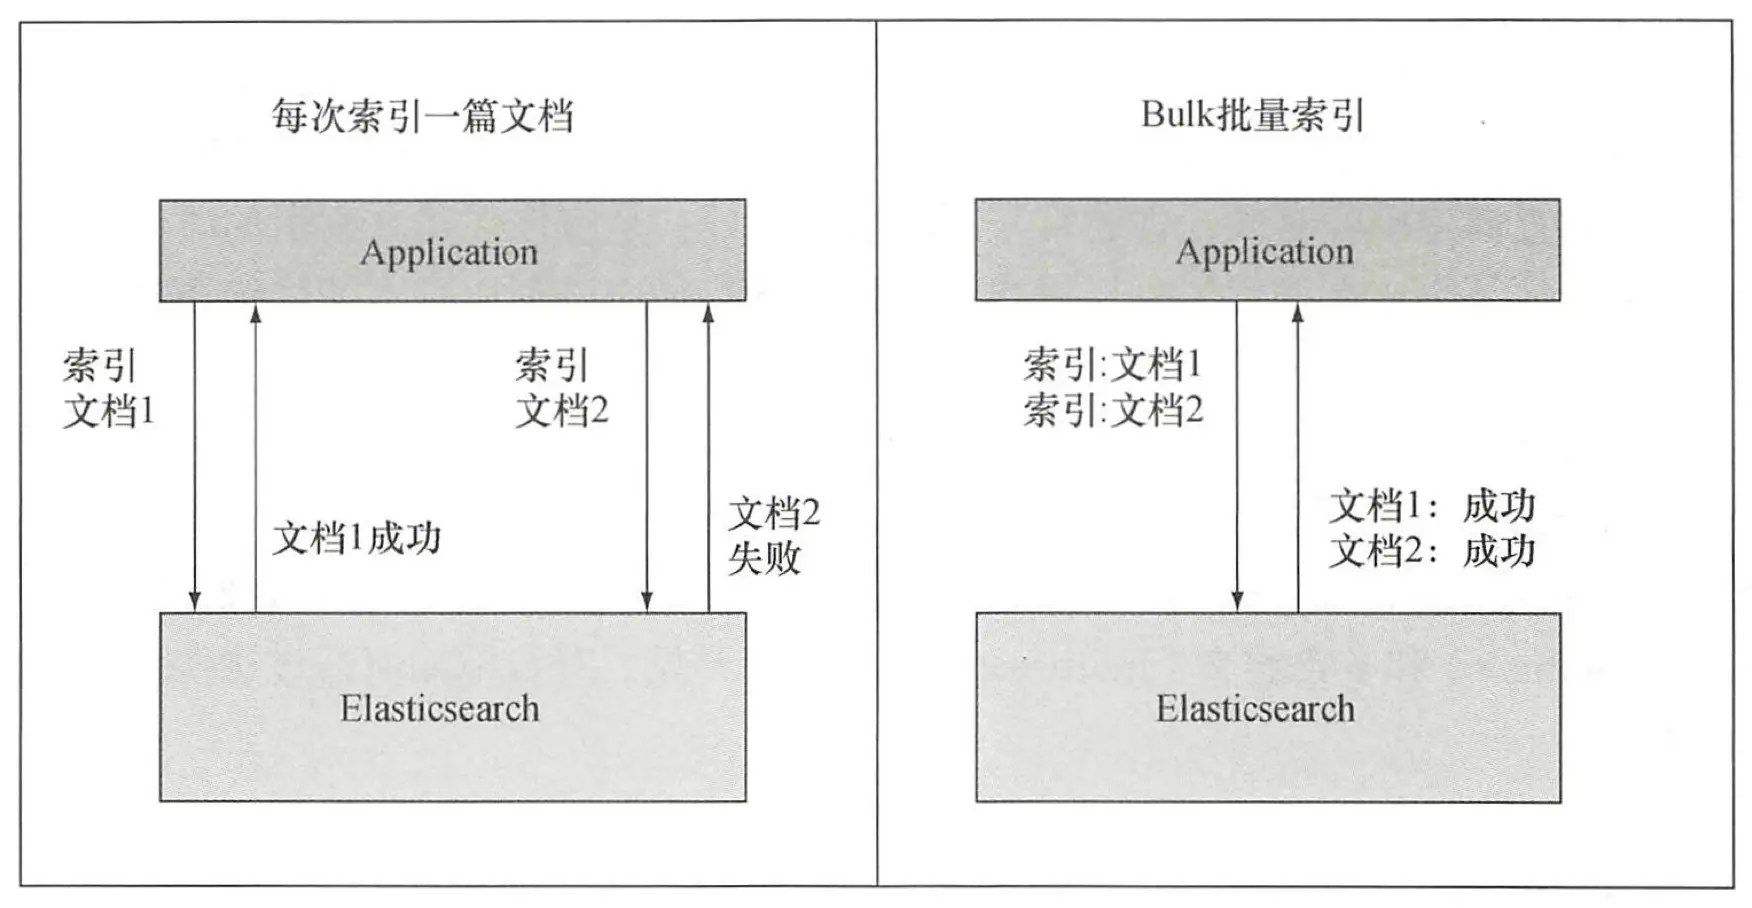 每次索引一篇文档
Application
索引
文档1
文档1成功
索引
文档2
文档2
失败
Elasticsearch
Bulk批量索引
Application
索引:文档1
索引:文档2
文档1：成功
文档2：成功
Elasticsearch